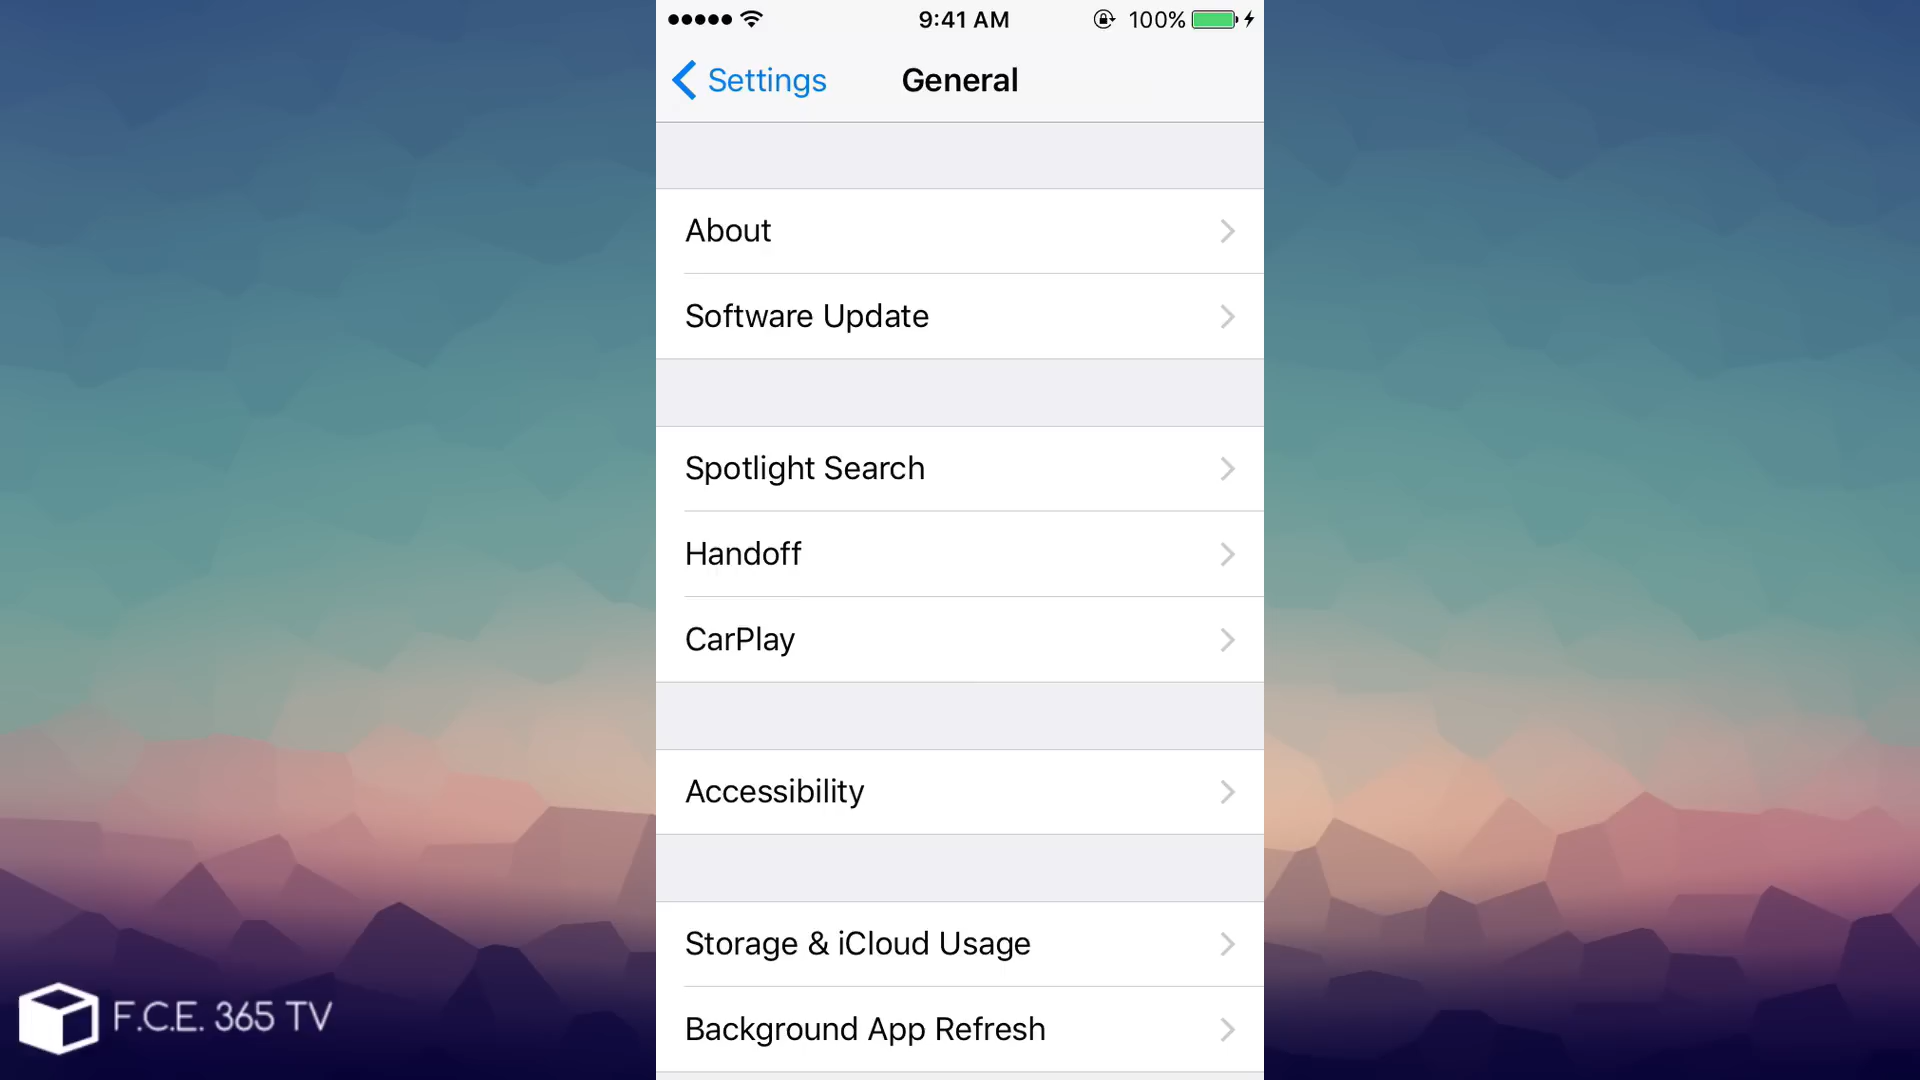 9:41 AM
100%
Settings
General
About
Software Update
Spotlight Search
Handoff
CarPlay
Accessibility
Storage & iCloud Usage
Background App Refresh
F.C.E. 365 TV